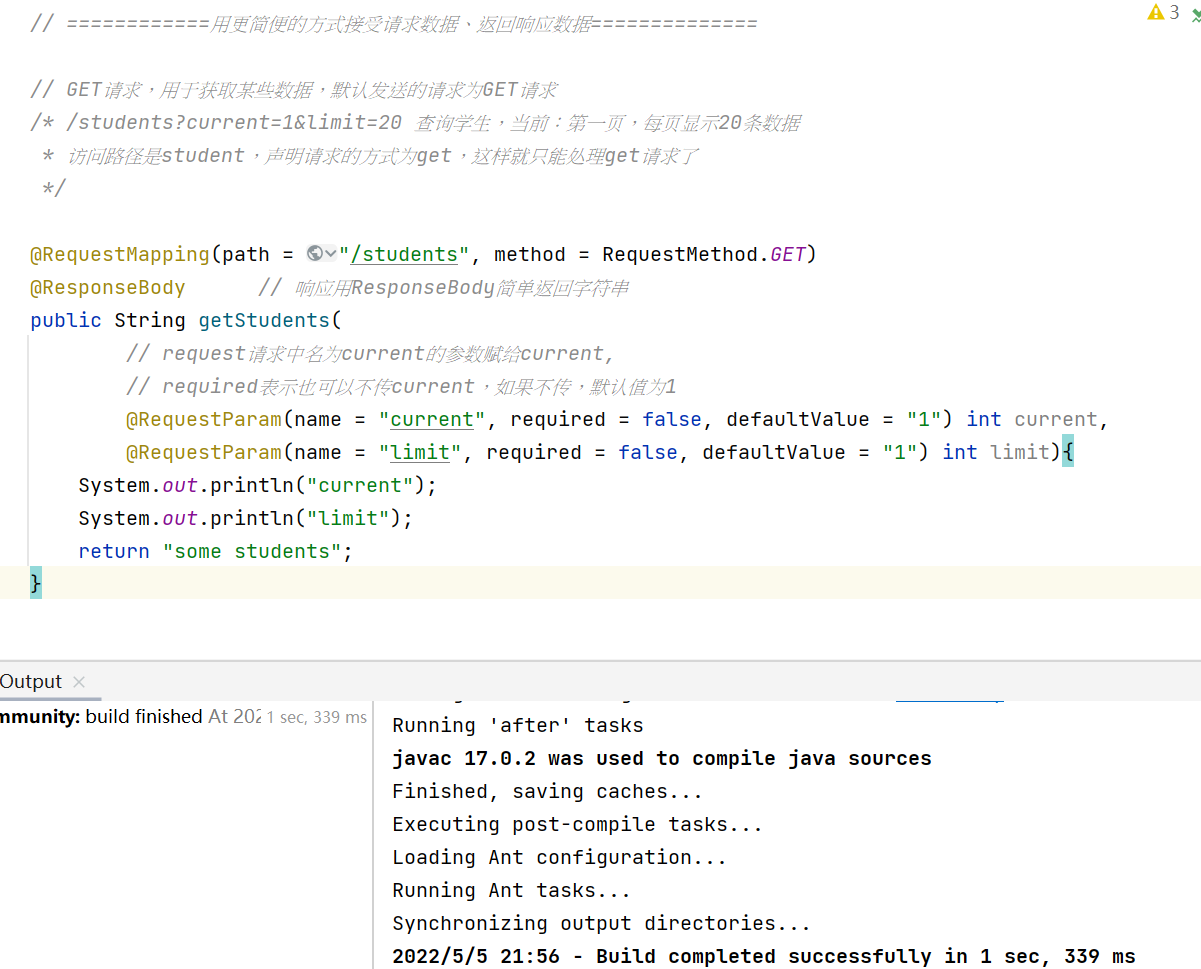 // ============用更简便的方式接受请求数据、返回响应数据==============
3
// GET请求，用于获取某些数据，默认发送的请求为GET请求
/* /students?current=1&limit=20 查询学生，当前：第一页，每页显示20条数据
* 访问路径是student，声明请求的方式为get，这样就只能处理get请求了
*/
@RequestMapping(path = "/students", method = RequestMethod.GET)
@ResponseBody // 响应用ResponseBody简单返回字符串
public String getStudents(
// request请求中名为current的参数赋给current,
// required表示也可以不传current，如果不传，默认值为1
@RequestParam(name = "current", required = false, defaultValue = "1") int current,
@RequestParam(name = "limit", required = false, defaultValue = "1") int limit){
System.out.println("current");
System.out.println("limit");
return "some students";
}
Output
mmunity: build finished At 202 1 sec, 339 ms
Running 'after' tasks
javac 17.0.2 was used to compile java sources
Finished, saving caches...
Executing post-compile tasks...
Loading Ant configuration...
Running Ant tasks...
Synchronizing output directories...
2022/5/5 21:56 - Build completed successfully in 1 sec, 339 ms